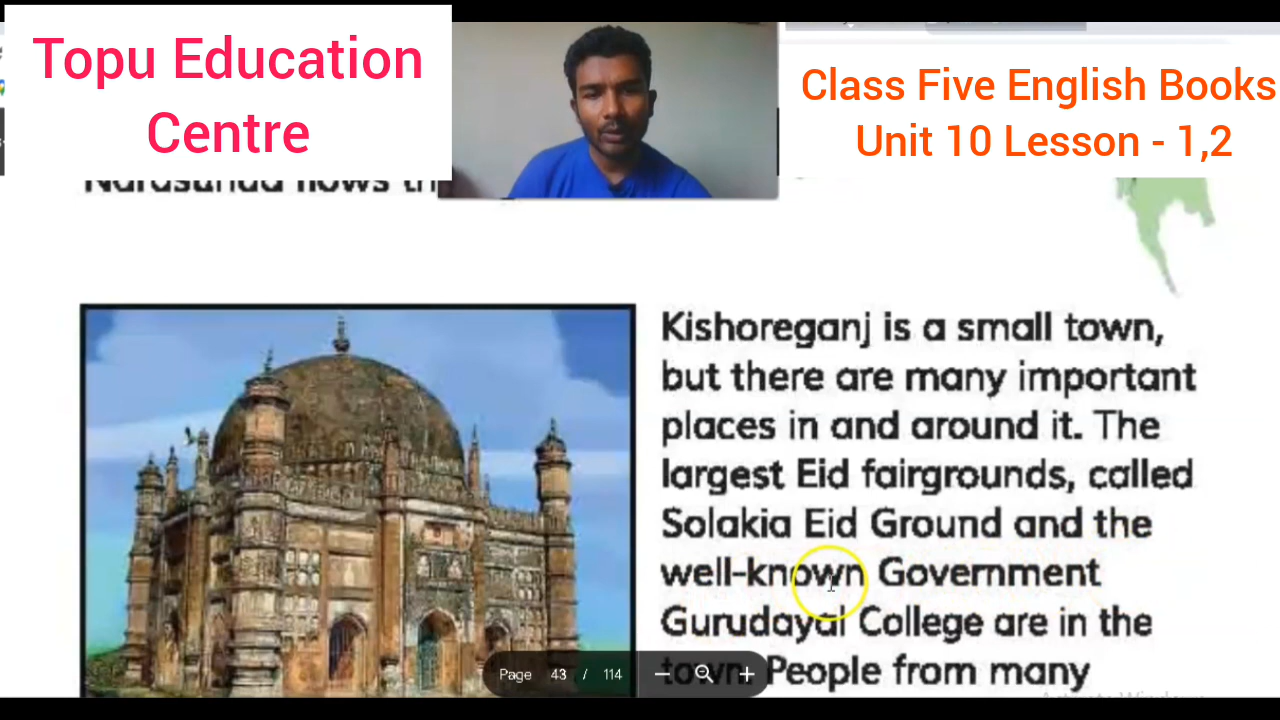 Topu Education
Centre
Class Five English Books
Unit 10 Lesson - 1,2
Kishoreganj is a small town,
but there are many important
places in and around it. The
largest Eid fairgrounds, called
Solakia Eid Ground and the
well-known Government
Gurudayal College are in the
town. People from many
Page 43 / 114